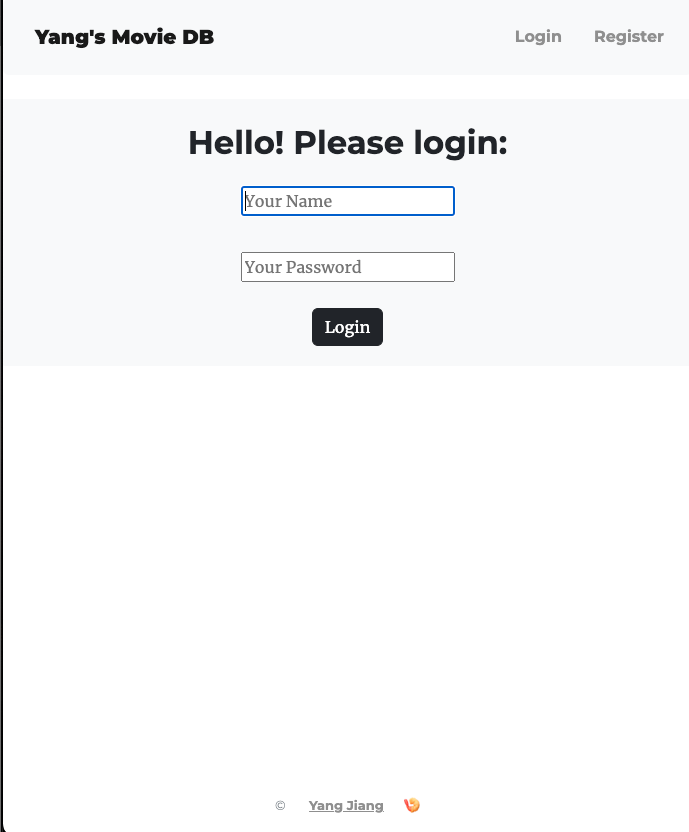 Yang's Movie DB Login Register
Hello! Please login:
Your Name
Your Password
Login
© Yang Jiang